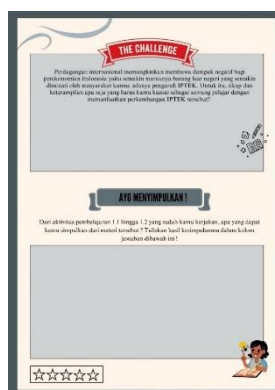 THE CHALLENGE
Perdagangan internasional memungkinkan membawa dampak negatif bagi
perekonomian Indonesia yaitu semakin maraknya barang luar negeri yang semakin
diminati oleh masyarakat karena adanya pengaruh IPTEK. Untuk itu, sikap dan
keterampilan apa saja yang harus kamu kuasai sebagai seorang pelajar dengan
memanfaatkan perkembangan IPTEK tersebut?
AYO MENYIMPULKAN !
Dari aktivitas pembelajaran 1.1 hingga 1.2 yang sudah kamu kerjakan, apa yang dapat
kamu simpulkan dari materi tersebut ? Tuliskan hasil kesimpulanmu dalam kolom
jawaban dibawah ini !